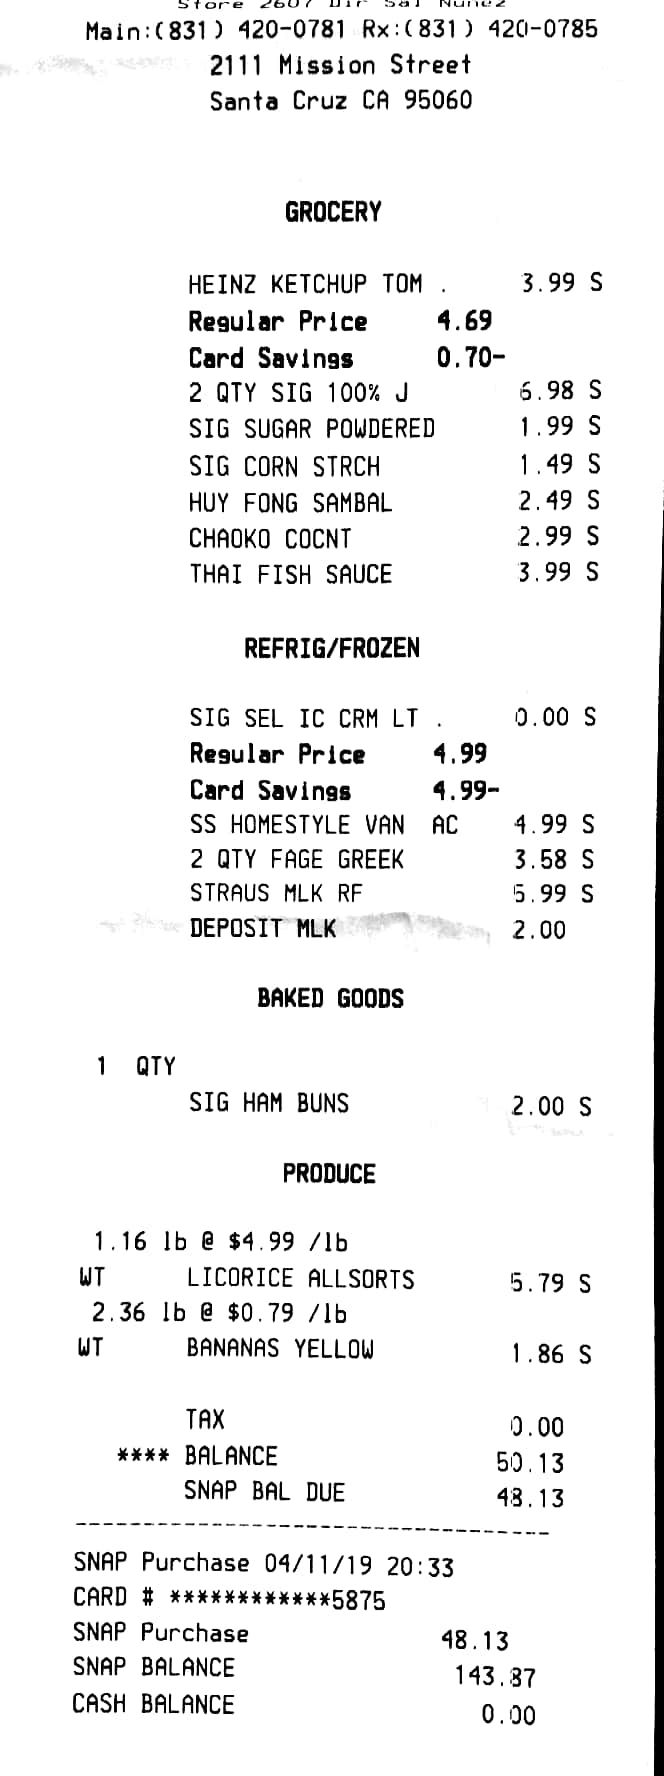 Store 2607 Dir Sal Nunez
Main:(831) 420-0781 Rx:(831) 420-0785
2111 Mission Street
Santa Cruz CA 95060
GROCERY
HEINZ KETCHUP TOM . 3.99 S
Regular Price 4.69
Card Savings 0.70-
2 QTY SIG 100% J 6.98 S
SIG SUGAR POWDERED 1.99 S
SIG CORN STRCH 1.49 S
HUY FONG SAMBAL 2.49 S
CHAOKO COCNT 2.99 S
THAI FISH SAUCE 3.99 S
REFRIG/FROZEN
SIG SEL IC CRM LT . 0.00 S
Regular Price 4.99
Card Savings 4.99-
SS HOMESTYLE VAN AC 4.99 S
2 QTY FAGE GREEK 3.58 S
STRAUS MLK RF 5.99 S
DEPOSIT MLK 2.00
BAKED GOODS
1 QTY
SIG HAM BUNS 2.00 S
PRODUCE
1.16 lb @ $4.99 /lb
WT LICORICE ALLSORTS 5.79 S
2.36 lb @ $0.79 /lb
WT BANANAS YELLOW 1.86 S
TAX 0.00
**** BALANCE 50.13
SNAP BAL DUE 48.13
-----------------------------------
SNAP Purchase 04/11/19 20:33
CARD # ************5875
SNAP Purchase 48.13
SNAP BALANCE 143.87
CASH BALANCE 0.00